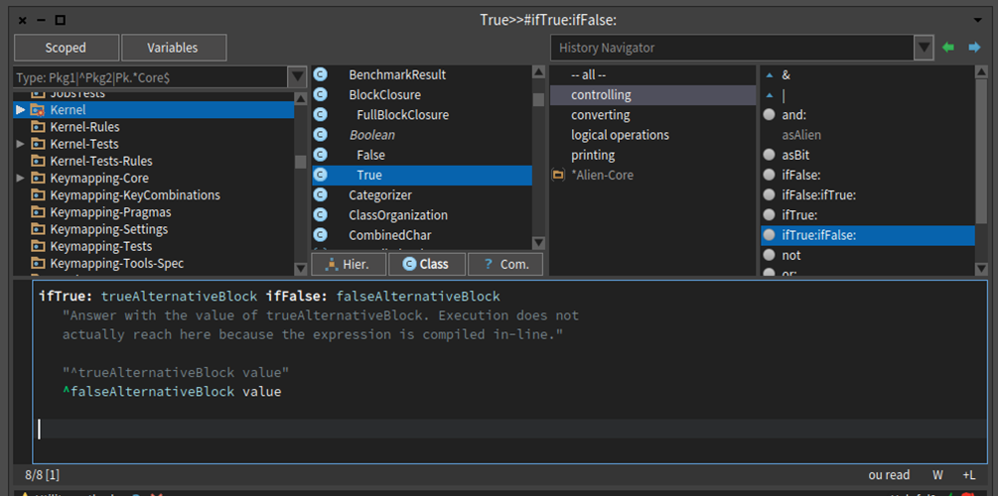 True>>#ifTrue:ifFalse:
Scoped
Variables
History Navigator
Type: Pkg1|^Pkg2|Pk.*Core$
JobsTests
Kernel
Kernel-Rules
Kernel-Tests
Kernel-Tests-Rules
Keymapping-Core
Keymapping-KeyCombinations
Keymapping-Pragmas
Keymapping-Settings
Keymapping-Tests
Keymapping-Tools-Spec
BenchmarkResult
BlockClosure
FullBlockClosure
Boolean
False
True
Categorizer
ClassOrganization
CombinedChar
Hier.
Class
? Com.
-- all --
controlling
converting
logical operations
printing
*Alien-Core
&
|
and:
asAlien
asBit
ifFalse:
ifFalse:ifTrue:
ifTrue:
ifTrue:ifFalse:
not
or:
ifTrue: trueAlternativeBlock ifFalse: falseAlternativeBlock
"Answer with the value of trueAlternativeBlock. Execution does not
actually reach here because the expression is compiled in-line."
"^trueAlternativeBlock value"
^falseAlternativeBlock value
8/8 [1]
ou read
W
+L